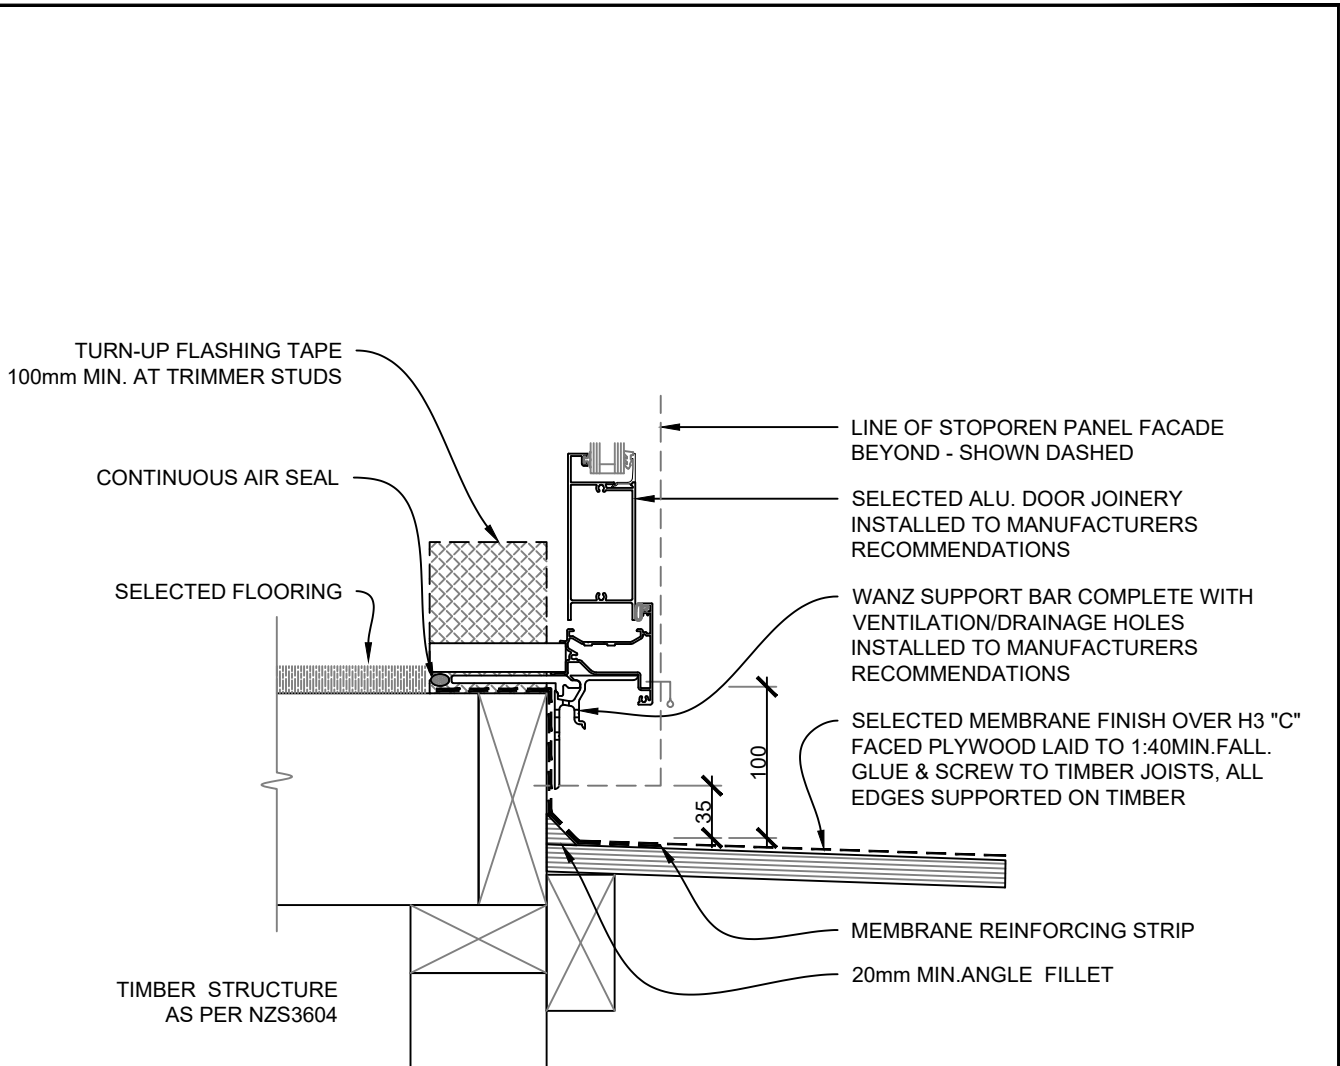 TURN-UP FLASHING TAPE
100mm MIN. AT TRIMMER STUDS
CONTINUOUS AIR SEAL
SELECTED FLOORING
TIMBER STRUCTURE
AS PER NZS3604
LINE OF STOPOREN PANEL FACADE
BEYOND - SHOWN DASHED
SELECTED ALU. DOOR JOINERY
INSTALLED TO MANUFACTURERS
RECOMMENDATIONS
WANZ SUPPORT BAR COMPLETE WITH
VENTILATION/DRAINAGE HOLES
INSTALLED TO MANUFACTURERS
RECOMMENDATIONS
100
35
SELECTED MEMBRANE FINISH OVER H3 "C"
FACED PLYWOOD LAID TO 1:40MIN.FALL.
GLUE & SCREW TO TIMBER JOISTS, ALL
EDGES SUPPORTED ON TIMBER
MEMBRANE REINFORCING STRIP
20mm MIN.ANGLE FILLET